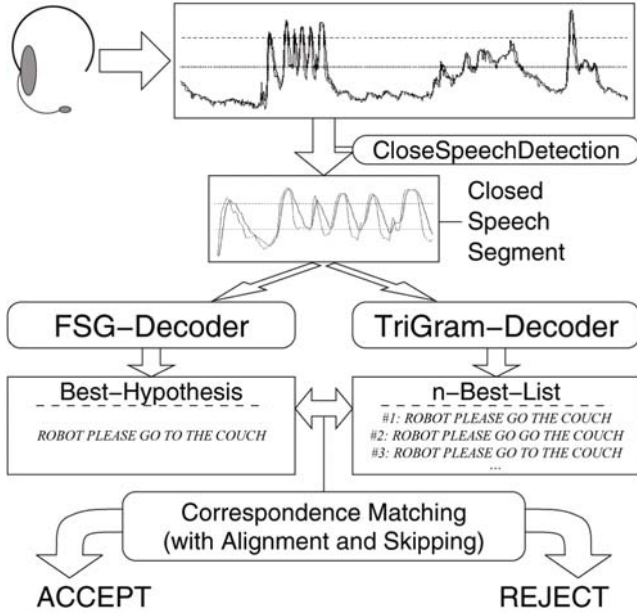 CloseSpeechDetection
Closed
Speech
Segment
FSG–Decoder
TriGram–Decoder
Best–Hypothesis
ROBOT PLEASE GO TO THE COUCH
n–Best–List
#1: ROBOT PLEASE GO THE COUCH
#2: ROBOT PLEASE GO GO THE COUCH
#3: ROBOT PLEASE GO TO THE COUCH
...
Correspondence Matching
(with Alignment and Skipping)
ACCEPT
REJECT